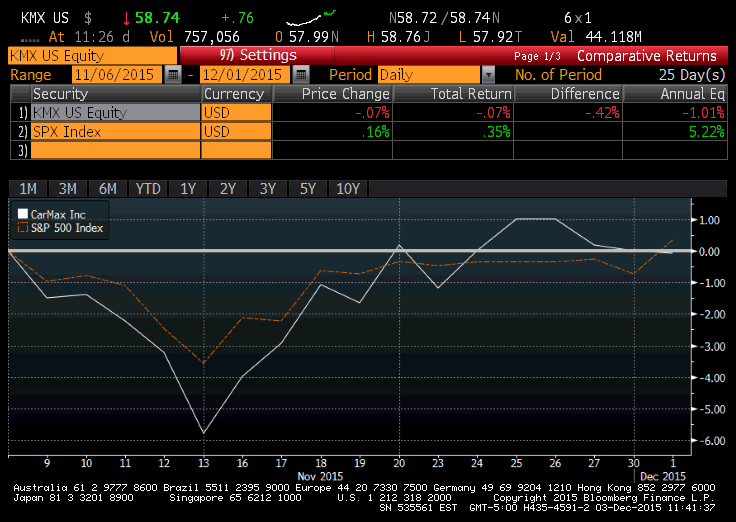 KMX US $ ↓ 58.74 +.76 N58.72 / 58.74N 6x1
At 11:26 d Vol 757,056 O 57.99N H 58.76J L 57.92T Val 44.118M
KMX US Equity 97) Settings Page 1/3 Comparative Returns
Range 11/06/2015 - 12/01/2015 Period Daily No. of Period 25 Day(s)
Security Currency Price Change Total Return Difference Annual Eq
1) KMX US Equity USD -.07% -.07% -.42% -1.01%
2) SPX Index USD .16% .35% 5.22%
3)
1M 3M 6M YTD 1Y 2Y 3Y 5Y 10Y
CarMax Inc
S&P 500 Index
1.00
0.00
-1.00
-2.00
-3.00
-4.00
-5.00
-6.00
9 10 11 12 13 16 17 18 19 20 23 24 25 26 27 30 1
Nov 2015 Dec 2015
Australia 61 2 9777 8600 Brazil 5511 2395 9000 Europe 44 20 7330 7500 Germany 49 69 9204 1210 Hong Kong 852 2977 6000
Japan 81 3 3201 8900 Singapore 65 6212 1000 U.S. 1 212 318 2000 Copyright 2015 Bloomberg Finance L.P.
SN 535561 EST GMT-5:00 H435-4591-2 03-Dec-2015 11:41:37